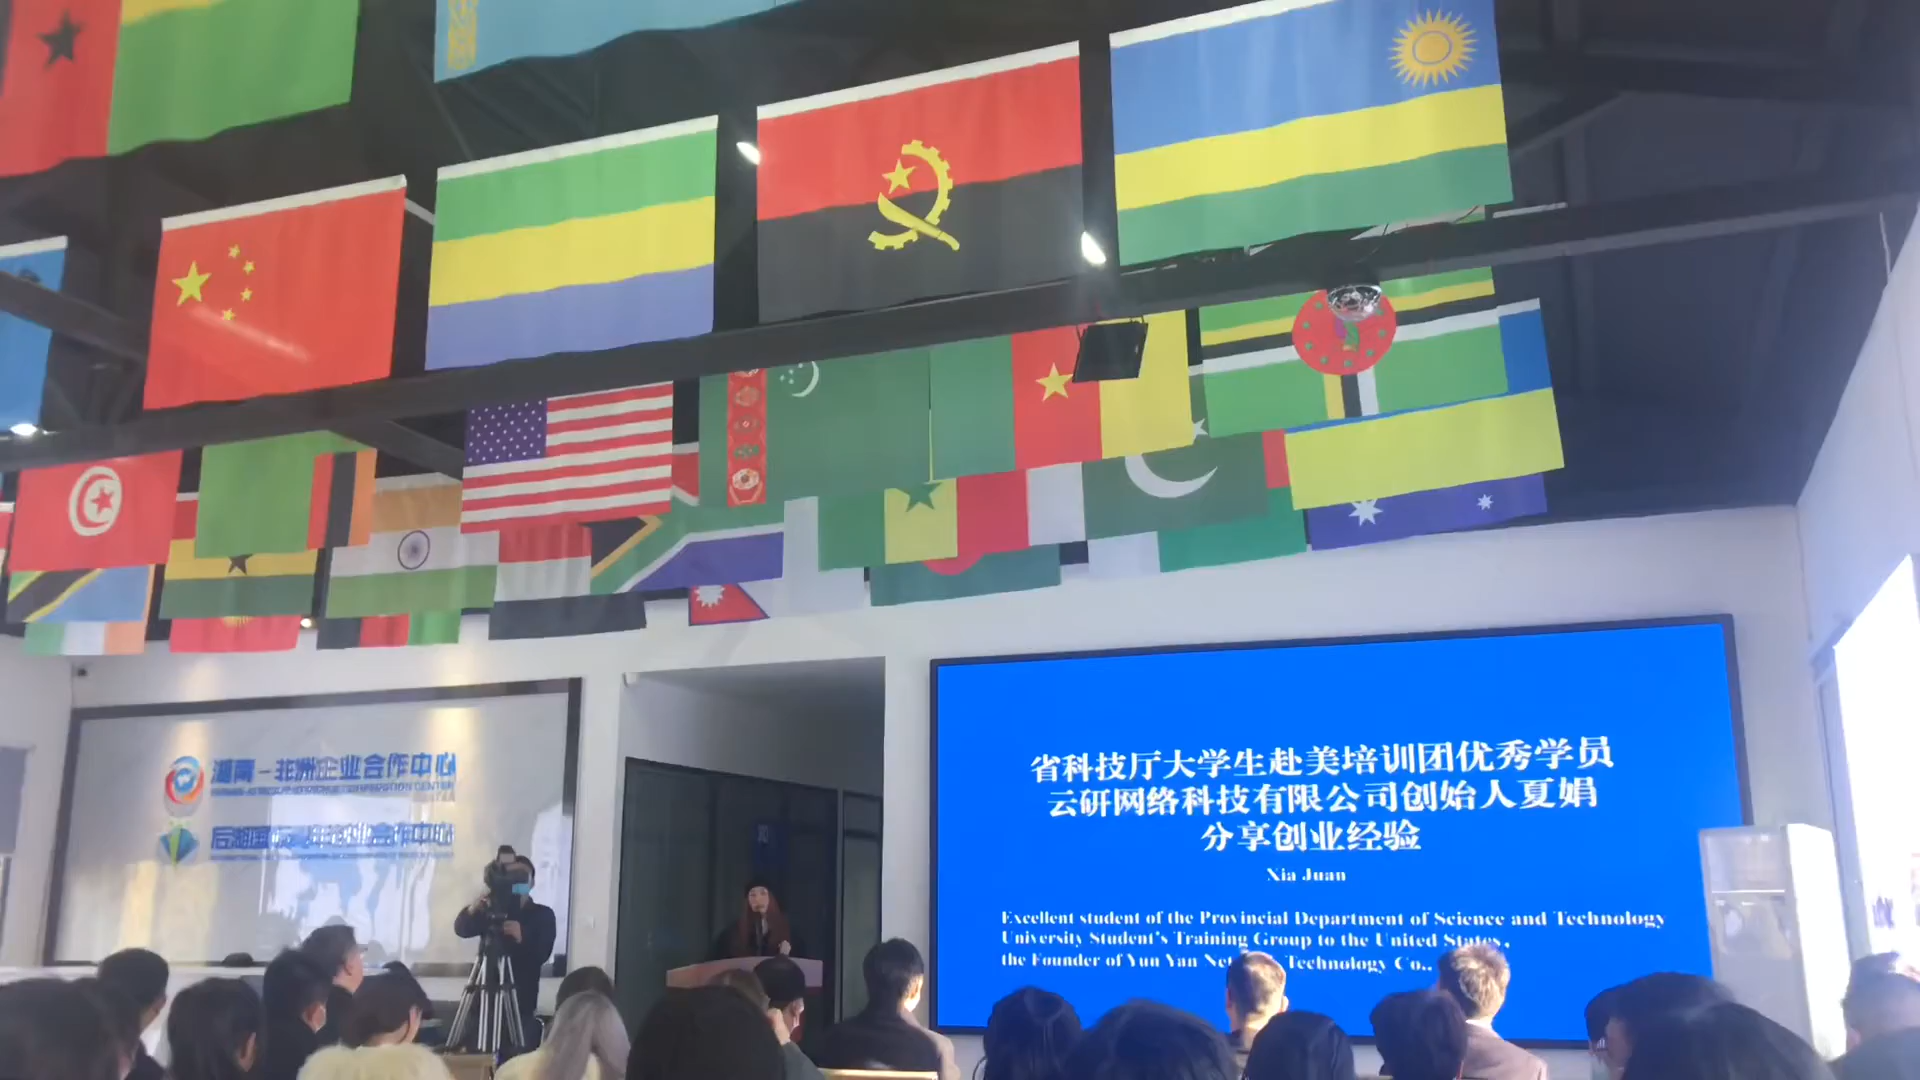 湖南-非洲企业合作中心
省科技厅大学生赴美培训团优秀学员
云研网络科技有限公司创始人夏娟
分享创业经验
Xia Juan
Excellent student of the Provincial Department of Science and Technology
University Student's Training Group to the United States,
the Founder of Yun Yan Technology Co.,